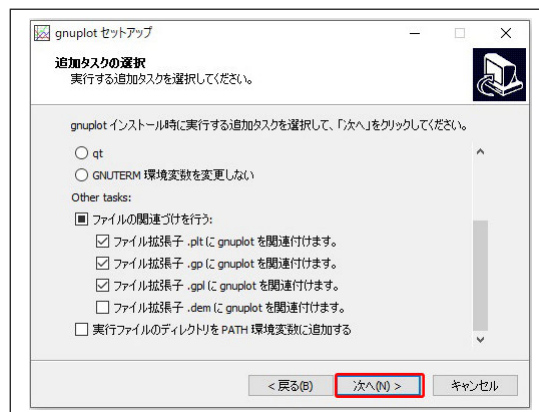 gnuplot セットアップ
追加タスクの選択
実行する追加タスクを選択してください。
gnuplot インストール時に実行する追加タスクを選択して、「次へ」をクリックしてください。
qt
GNUTERM 環境変数を変更しない
Other tasks:
ファイルの関連づけを行う:
ファイル拡張子 .plt に gnuplot を関連付けます。
ファイル拡張子 .gp に gnuplot を関連付けます。
ファイル拡張子 .gpl に gnuplot を関連付けます。
ファイル拡張子 .dem に gnuplot を関連付けます。
実行ファイルのディレクトリを PATH 環境変数に追加する
< 戻る(B) 次へ(N) > キャンセル